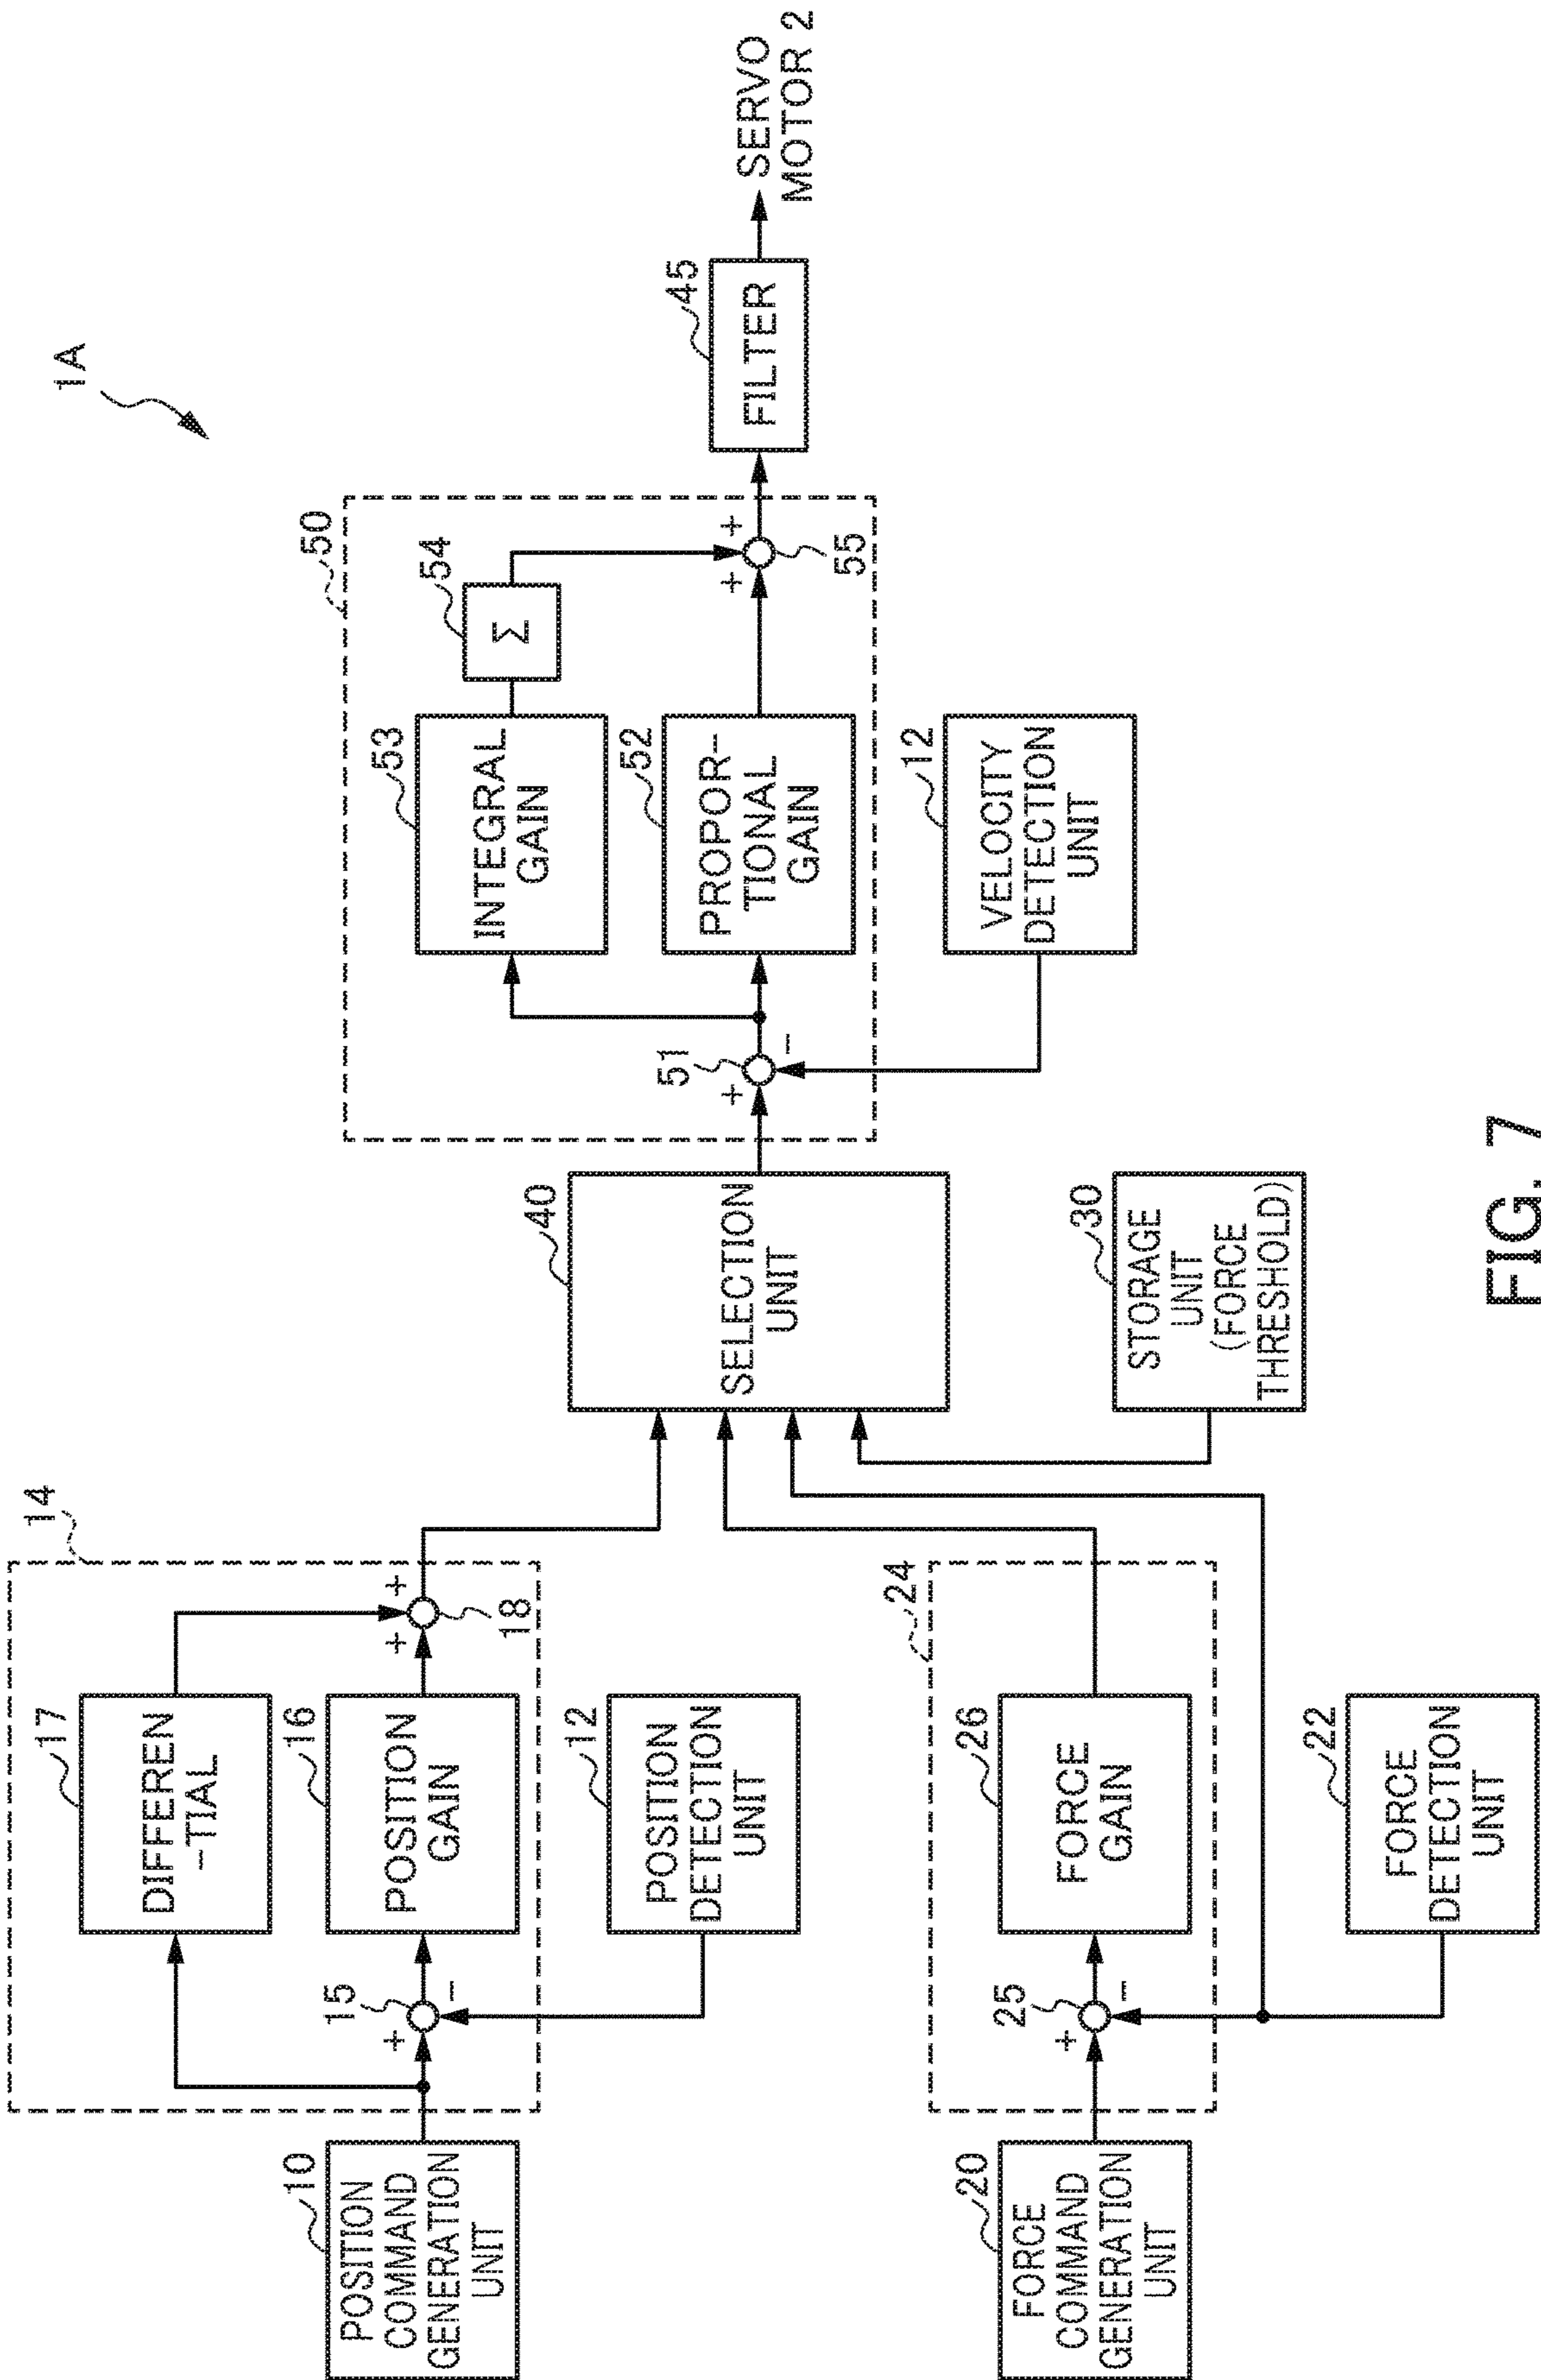 1A
14
17
DIFFEREN
-TIAL
+
+
18
16
POSITION
GAIN
15
+
-
10
POSITION
COMMAND
GENERATION
UNIT
12
POSITION
DETECTION
UNIT
24
26
FORCE
GAIN
25
+
-
20
FORCE
COMMAND
GENERATION
UNIT
22
FORCE
DETECTION
UNIT
40
SELECTION
UNIT
30
STORAGE
UNIT
(FORCE
THRESHOLD)
50
53
INTEGRAL
GAIN
54
Σ
51
+
-
52
PROPOR-
TIONAL
GAIN
+
+
55
12
VELOCITY
DETECTION
UNIT
45
FILTER
SERVO
MOTOR 2
FIG. 7